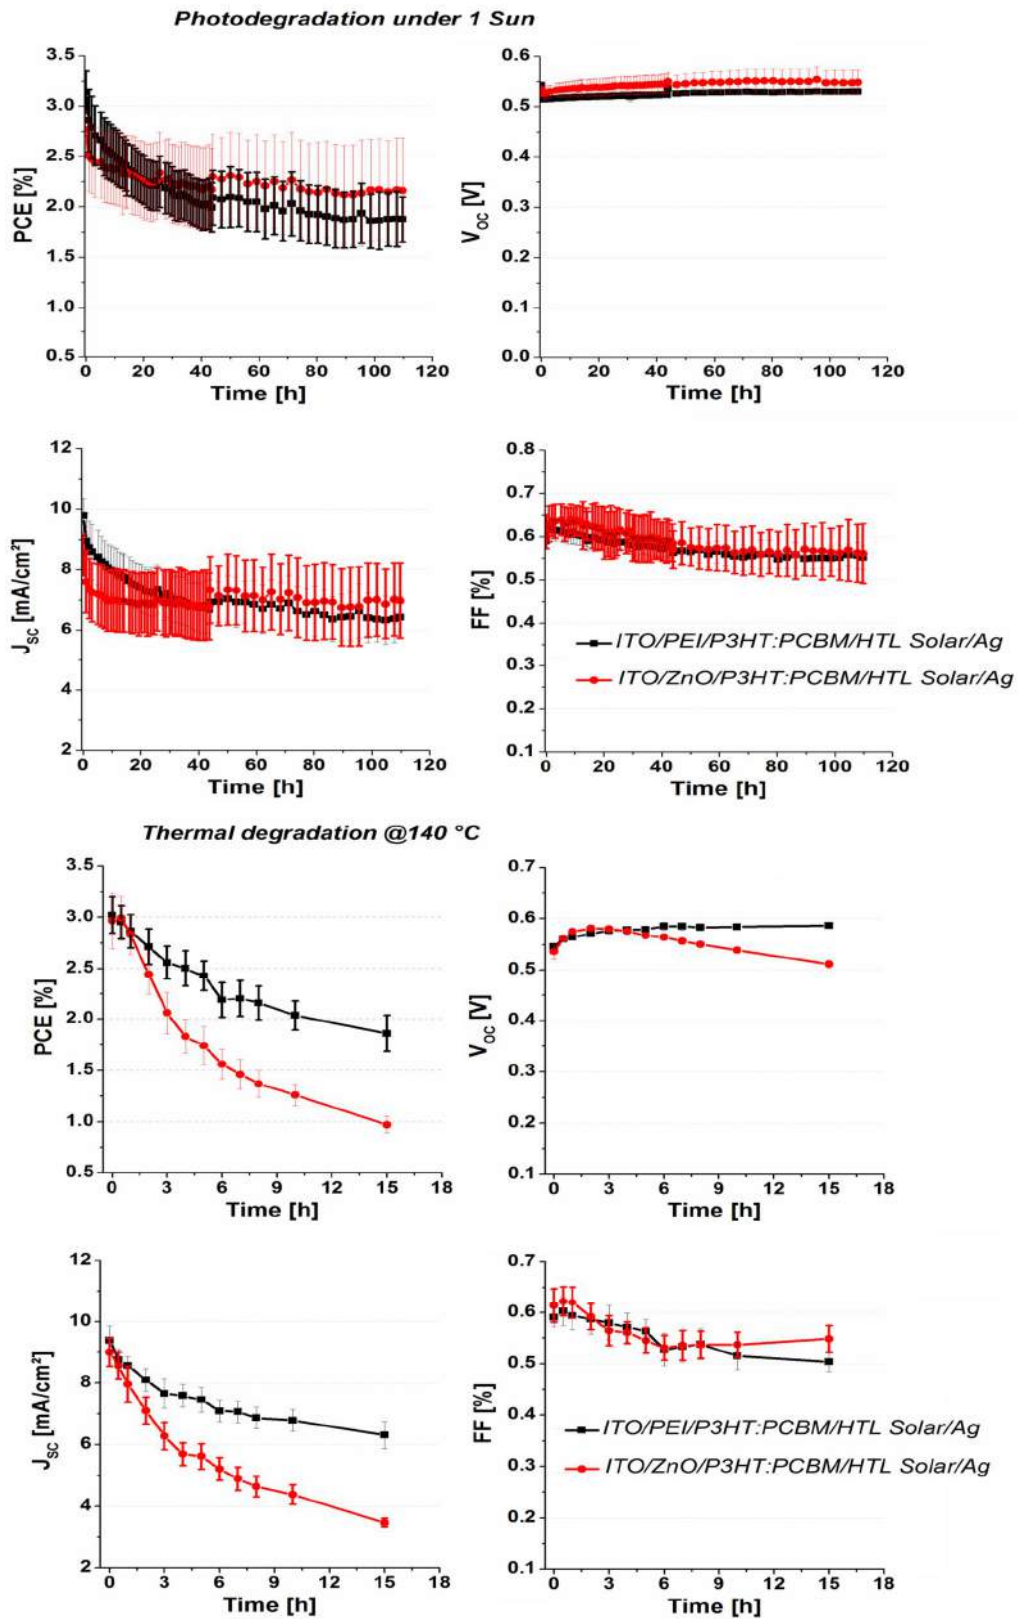 Photodegradation under 1 Sun
3.5
3.0
2.5
2.0
1.5
1.0
0.5
PCE [%]
0 20 40 60 80 100 120
Time [h]
0.6
0.5
0.4
0.3
0.2
0.1
0.0
V_OC [V]
0 20 40 60 80 100 120
Time [h]
12
10
8
6
4
2
J_SC [mA/cm²]
0 20 40 60 80 100 120
Time [h]
0.8
0.7
0.6
0.5
0.4
0.3
0.2
0.1
FF [%]
ITO/PEI/P3HT:PCBM/HTL Solar/Ag
ITO/ZnO/P3HT:PCBM/HTL Solar/Ag
0 20 40 60 80 100 120
Time [h]
Thermal degradation @140 °C
3.5
3.0
2.5
2.0
1.5
1.0
0.5
PCE [%]
0 3 6 9 12 15 18
Time [h]
0.7
0.6
0.5
0.4
0.3
0.2
0.1
V_OC [V]
0 3 6 9 12 15 18
Time [h]
12
10
8
6
4
2
J_SC [mA/cm²]
0 3 6 9 12 15 18
Time [h]
0.7
0.6
0.5
0.4
0.3
0.2
0.1
FF [%]
ITO/PEI/P3HT:PCBM/HTL Solar/Ag
ITO/ZnO/P3HT:PCBM/HTL Solar/Ag
0 3 6 9 12 15 18
Time [h]